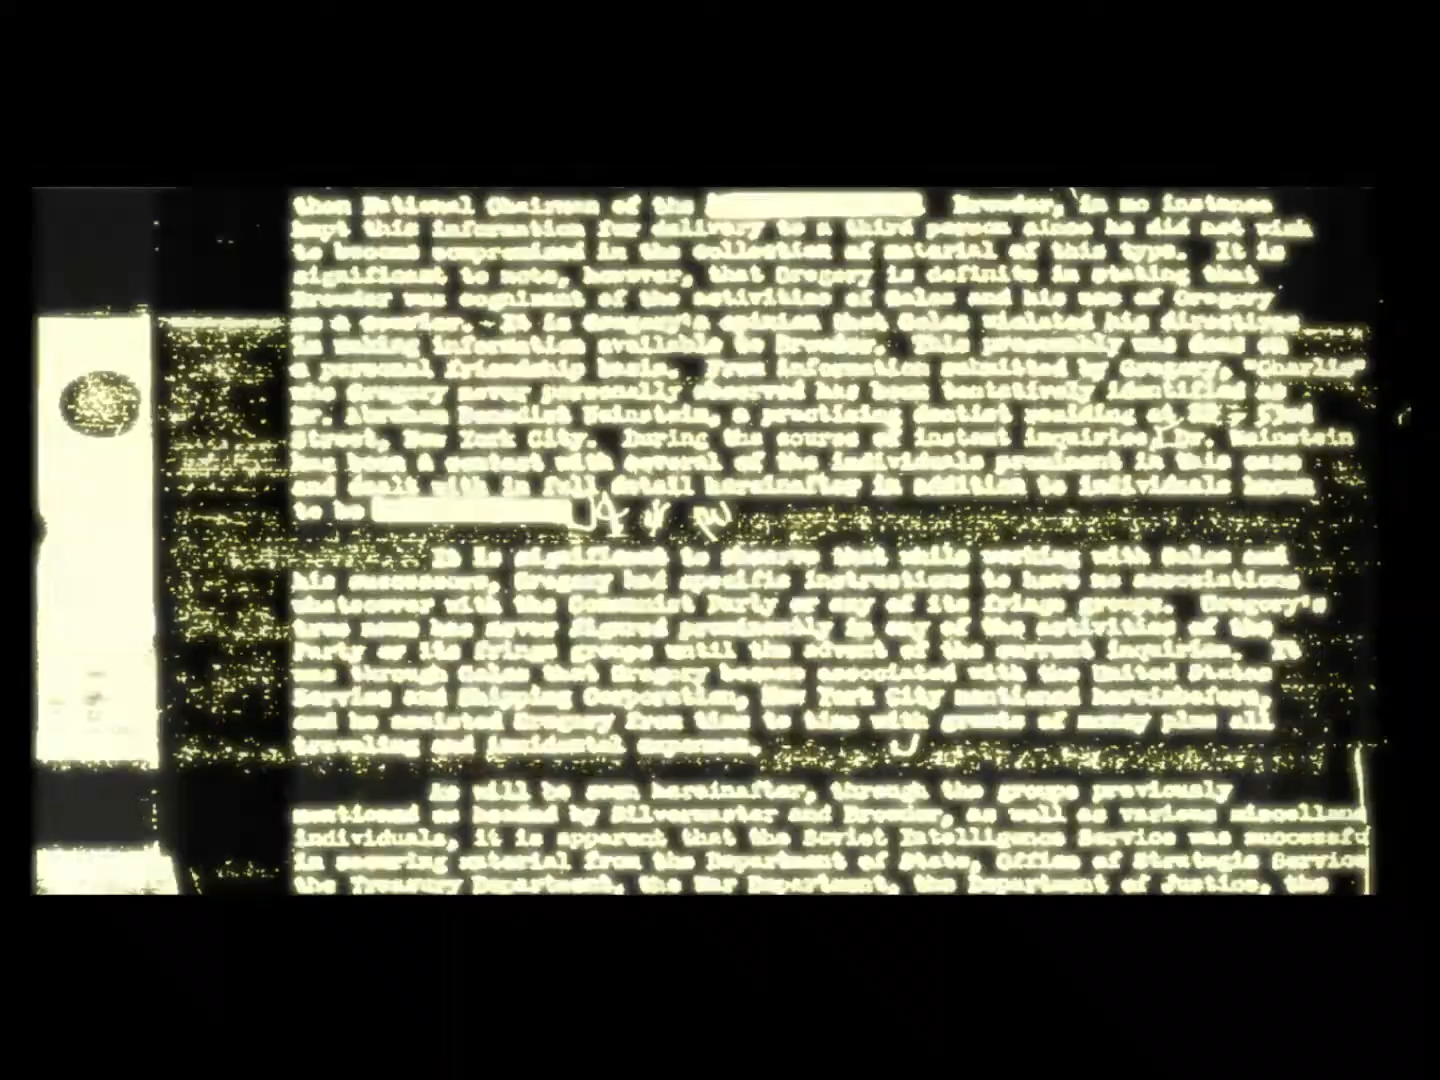 then National Chairman of the Browder, in no instance
kept this information for delivery to a third person since he did not wish
to become compromised in the collection of material of this type. It is
significant to note, however, that Gregory is definite in stating that
Browder was cognizant of the activities of Golos and his use of Gregory
as a courier. It is Gregory's opinion that Golos violated his directives
in making information available to Browder. This presumably was done on
a personal friendship basis. From information submitted by Gregory, "Charlie"
who Gregory never personally observed has been tentatively identified as
Dr. Abraham Benedict Weinstein, a practicing dentist residing at 53rd
Street, New York City. During the course of instant inquiries, Dr. Weinstein
has been a contact with several of the individuals prominent in this case
and dealt with in full detail hereinafter in addition to individuals known
to be
It is significant to observe that while working with Golos and
his successors, Gregory had specific instructions to have no associations
whatsoever with the Communist Party or any of its fringe groups. Gregory's
true name has never figured prominently in any of the activities of the
Party or its fringe groups until the advent of the current inquiries. It
was through Golos that Gregory became associated with the United States
Service and Shipping Corporation, New York City mentioned hereinbefore,
and he assisted Gregory from time to time with grants of money plus all
traveling and incidental expenses.
As will be seen hereinafter, through the groups previously
mentioned as headed by Silvermaster and Browder, as well as various
individuals, it is apparent that the Soviet Intelligence Service was
in securing material from the Department of State, Office of Strategic Service
the Treasury Department, the War Department, the Department of Justice, the